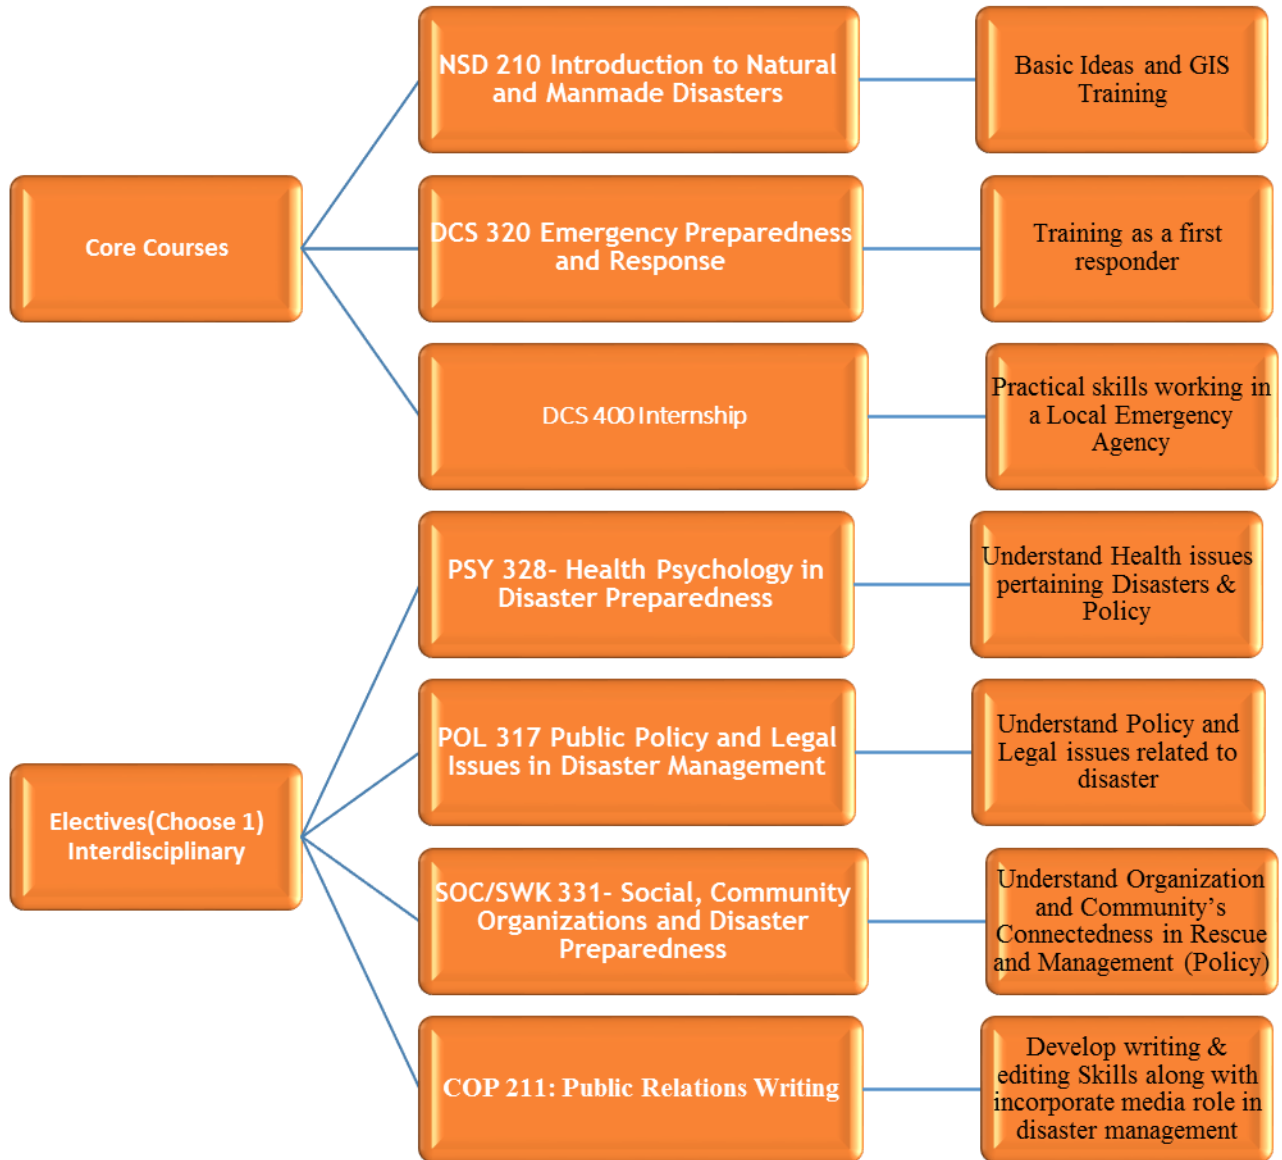 NSD 210 Introduction to Natural
and Manmade Disasters
Basic Ideas and GIS
Training
Core Courses
DCS 320 Emergency Preparedness
and Response
Training as a first
responder
DCS 400 Internship
Practical skills working in
a Local Emergency
Agency
PSY 328- Health Psychology in
Disaster Preparedness
Understand Health issues
pertaining Disasters &
Policy
Electives(Choose 1)
Interdisciplinary
POL 317 Public Policy and Legal
Issues in Disaster Management
Understand Policy and
Legal issues related to
disaster
SOC/SWK 331- Social, Community
Organizations and Disaster
Preparedness
Understand Organization
and Community’s
Connectedness in Rescue
and Management (Policy)
COP 211: Public Relations Writing
Develop writing &
editing Skills along with
incorporate media role in
disaster management